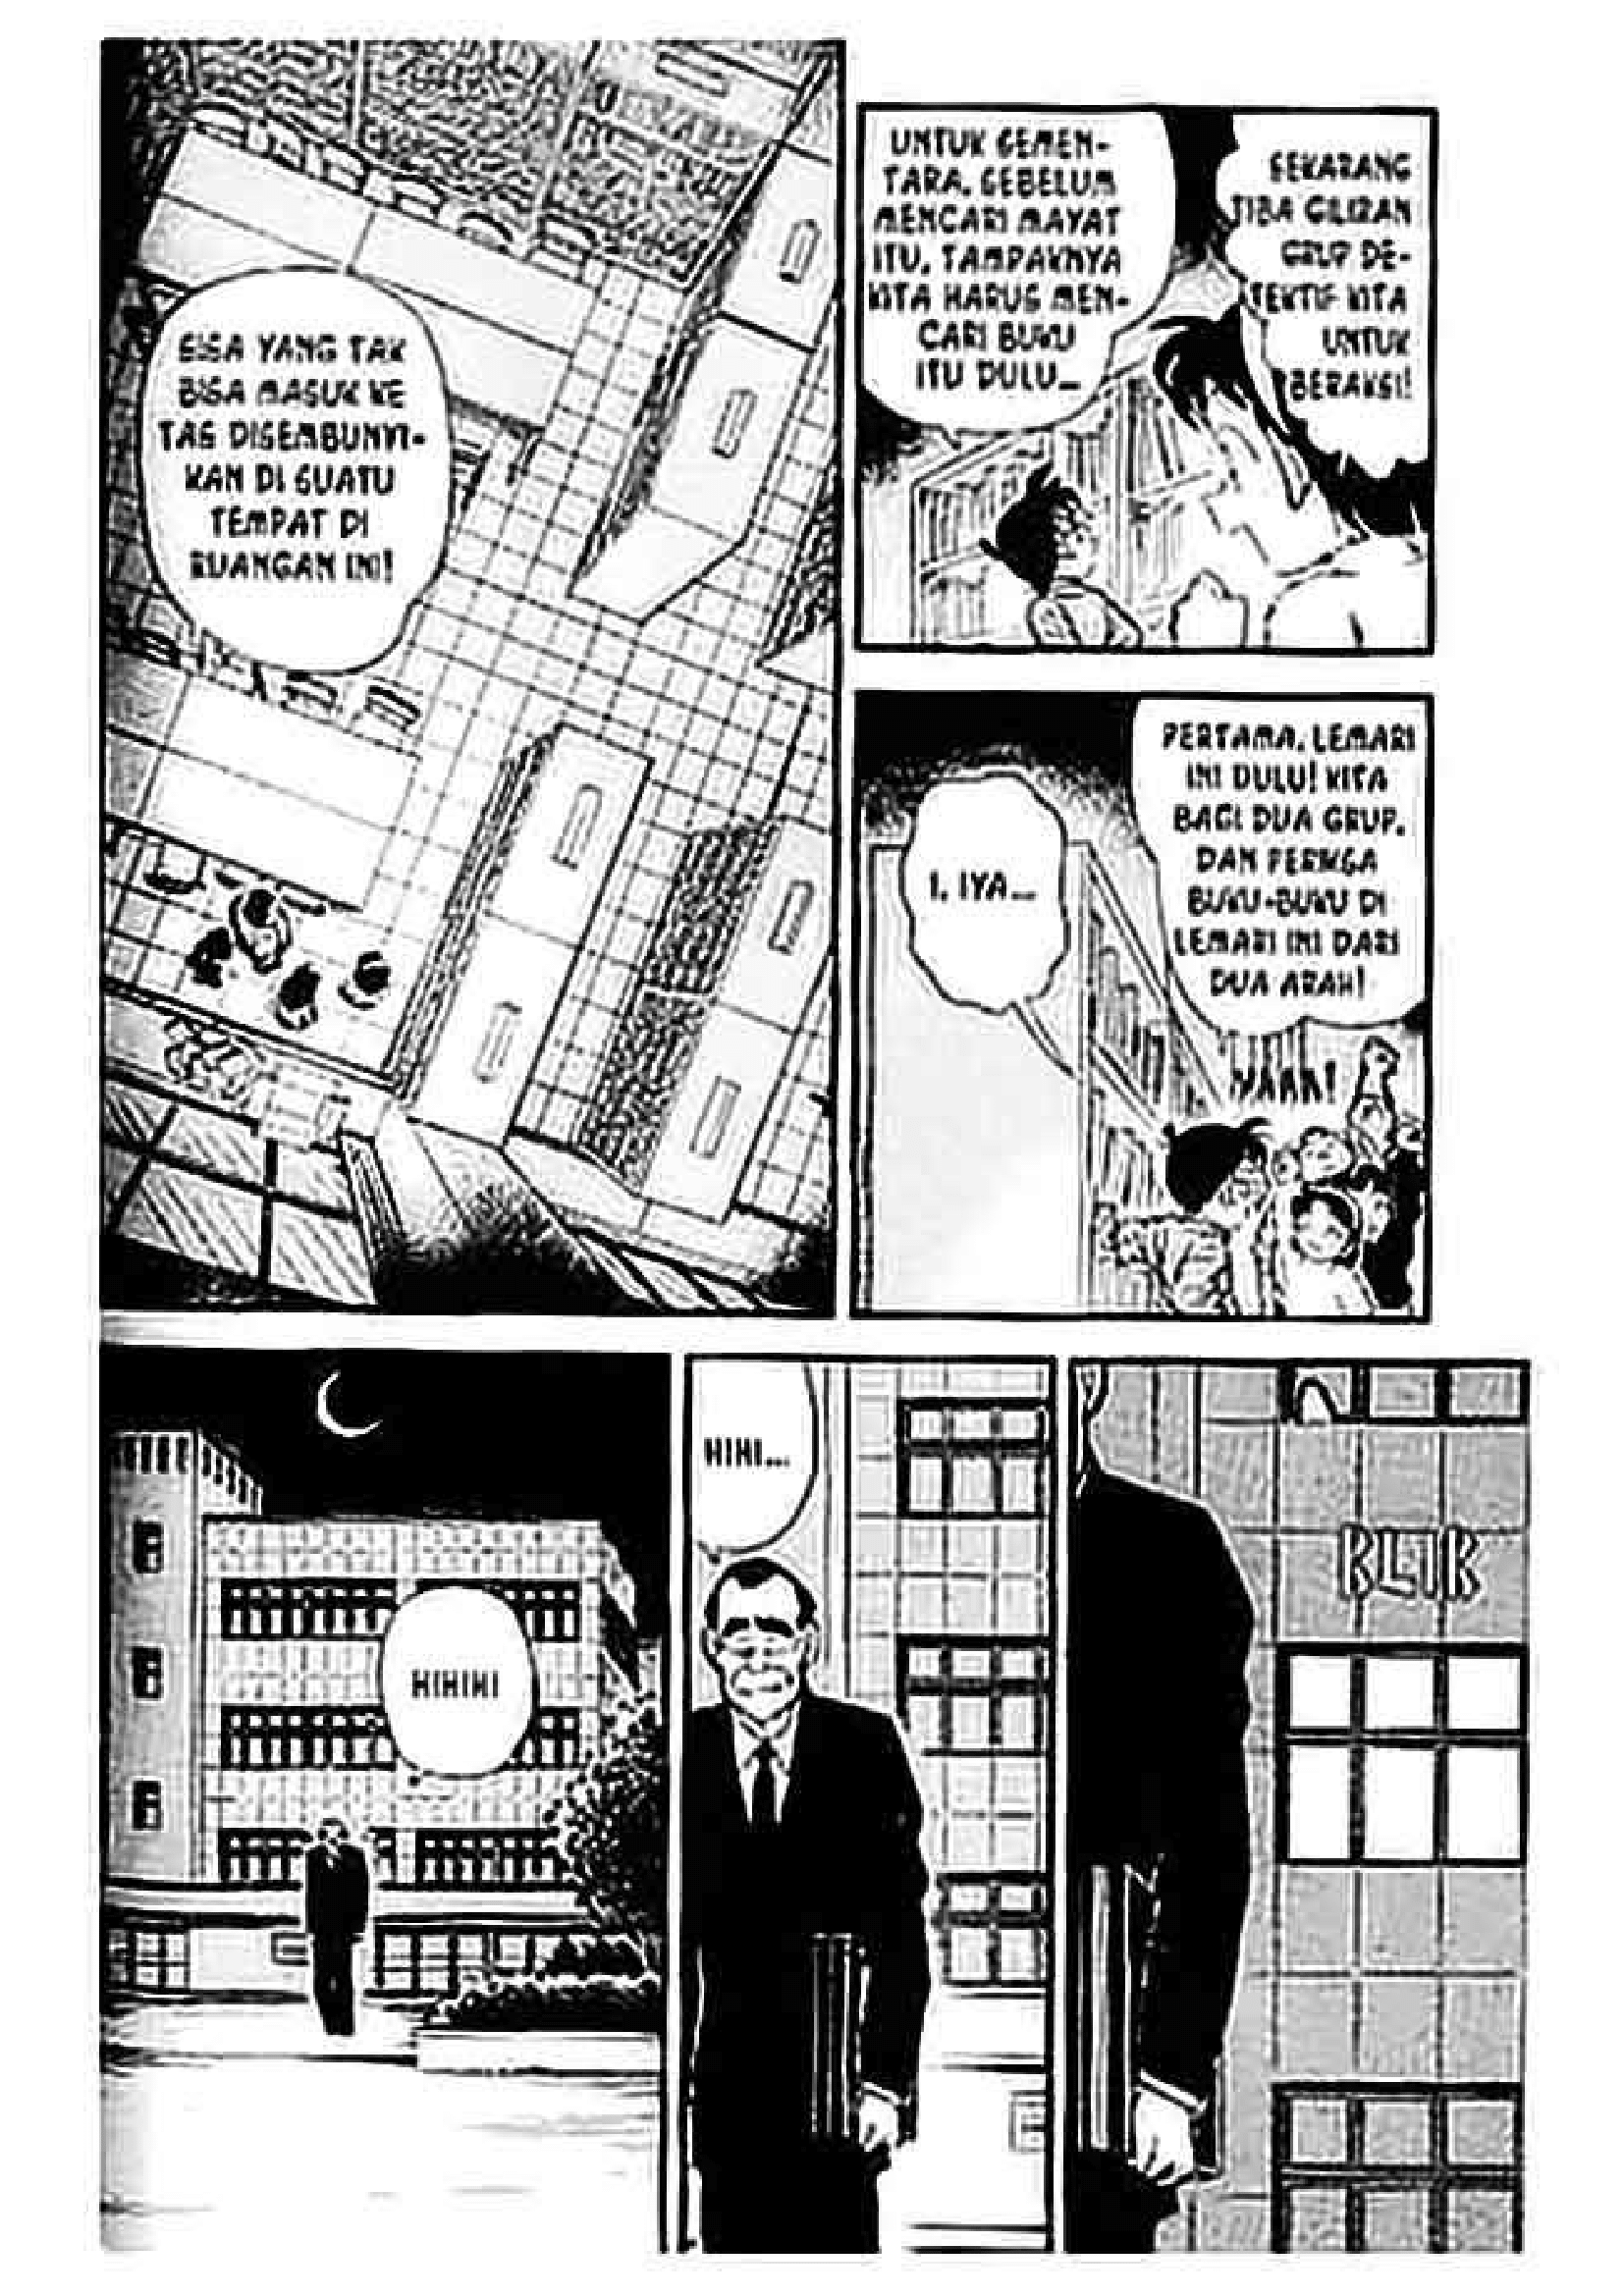 SISA YANG TAK
BISA MASUK KE
TAS DISEMBUNYI-
KAN DI SUATU
TEMPAT DI
RUANGAN INI!
SEKARANG
TIBA GILIRAN
GRUP DE-
TEKTIF KITA
UNTUK
BERAKSI!
UNTUK SEMEN-
TARA, SEBELUM
MENCARI MAYAT
ITU, TAMPAKNYA
KITA HARUS MEN-
CARI BUKU
ITU DULU...
PERTAMA, LEMARI
INI DULU! KITA
BAGI DUA GRUP,
DAN PERIKSA
BUKU-BUKU DI
LEMARI INI DARI
DUA ARAH!
I, IYA...
KLIK
HIHI...
HIHIHI